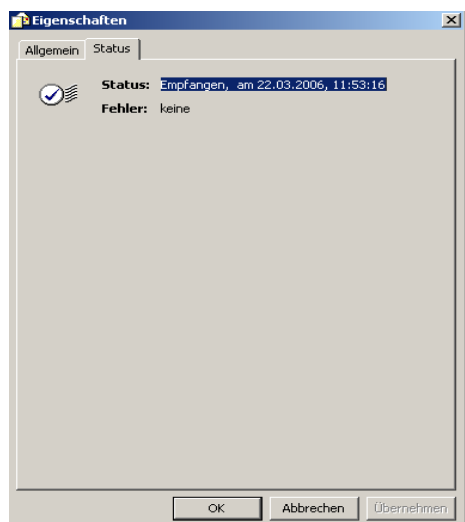 Eigenschaften
Allgemein Status
Status: Empfangen, am 22.03.2006, 11:53:16
Fehler: keine
OK Abbrechen Übernehmen